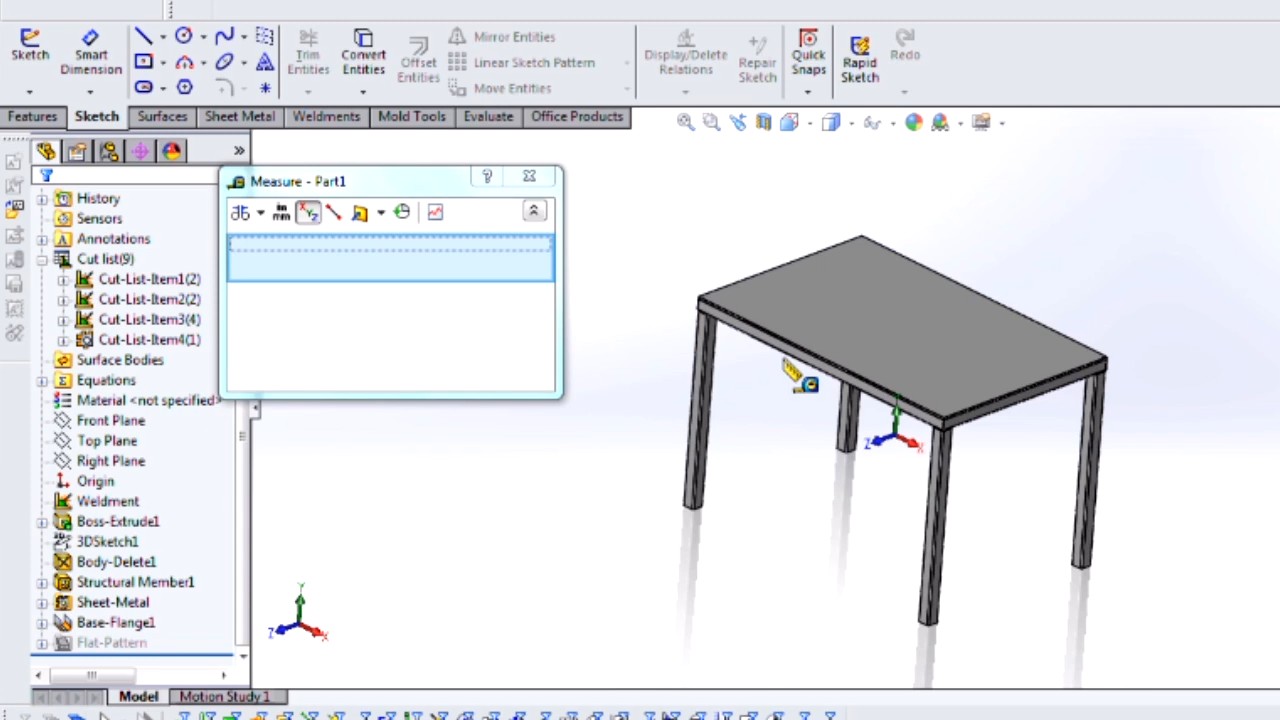 Sketch
Smart Dimension
Trim Entities
Convert Entities
Offset Entities
Mirror Entities
Linear Sketch Pattern
Move Entities
Display/Delete Relations
Repair Sketch
Quick Snaps
Rapid Sketch
Redo
Features Sketch Surfaces Sheet Metal Weldments Mold Tools Evaluate Office Products
Measure - Part1
in
mm
History
Sensors
Annotations
Cut list(9)
Cut-List-Item1(2)
Cut-List-Item2(2)
Cut-List-Item3(4)
Cut-List-Item4(1)
Surface Bodies
Equations
Material <not specified>
Front Plane
Top Plane
Right Plane
Origin
Weldment
Boss-Extrude1
3DSketch1
Body-Delete1
Structural Member1
Sheet-Metal
Base-Flange1
Flat-Pattern
Z X
Y
Z X
Model Motion Study 1